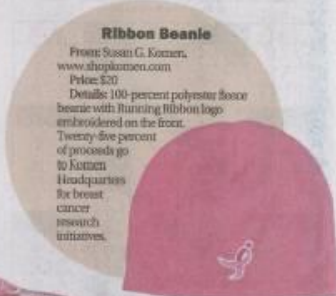 Ribbon Beanie
From: Susan G. Komen,
www.shopkomen.com
Price: $20
Details: 100-percent polyester fleece
beanie with Running Ribbon logo
embroidered on the front.
Twenty-five percent
of proceeds go
to Komen
Headquarters
for breast
cancer
research
initiatives.